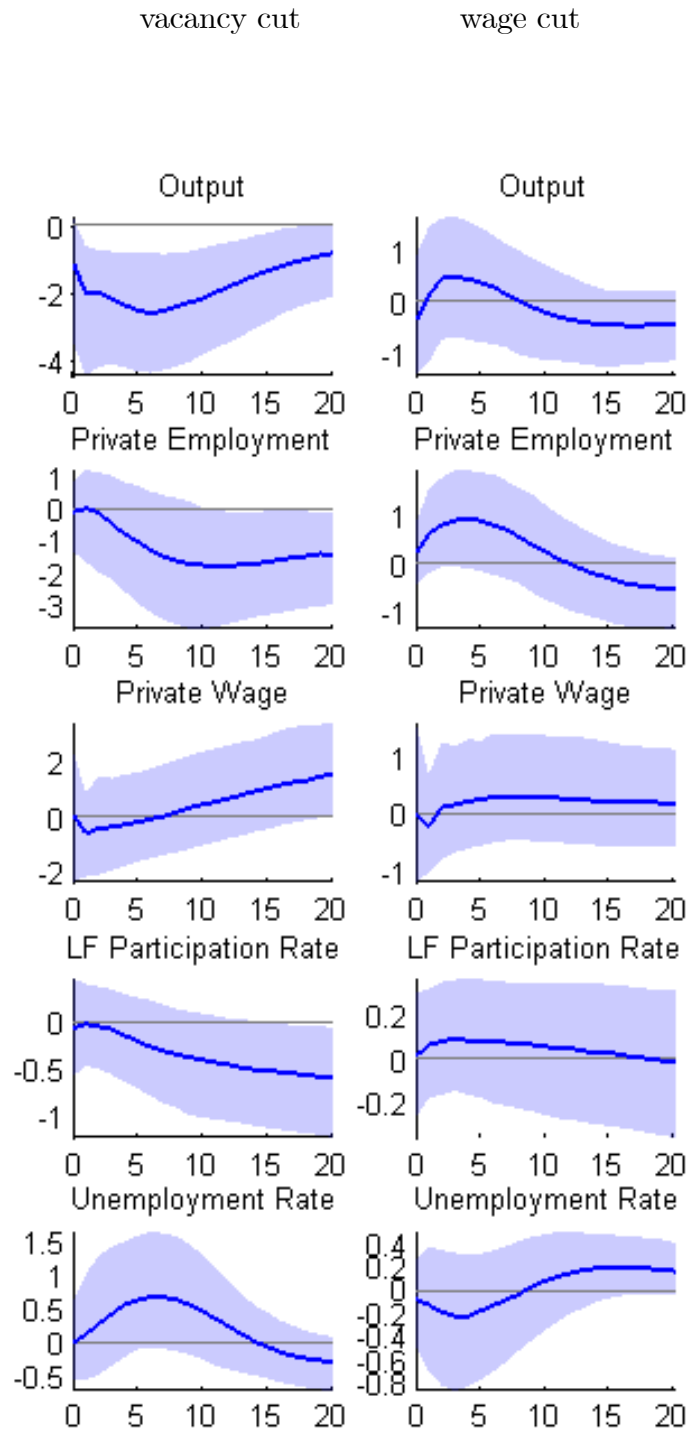 vacancy cut wage cut
Output Output
0 1
-2 0
-4 -1
0 5 10 15 20 0 5 10 15 20
Private Employment Private Employment
1 1
0 0
-1 -1
-2
-3
0 5 10 15 20 0 5 10 15 20
Private Wage Private Wage
2 1
0 0
-2 -1
0 5 10 15 20 0 5 10 15 20
LF Participation Rate LF Participation Rate
0 0.2
-0.5 0
-1 -0.2
0 5 10 15 20 0 5 10 15 20
Unemployment Rate Unemployment Rate
1.5 0.4
1 0.2
0.5 0
0 -0.2
-0.5 -0.4
-0.6
-0.8
0 5 10 15 20 0 5 10 15 20